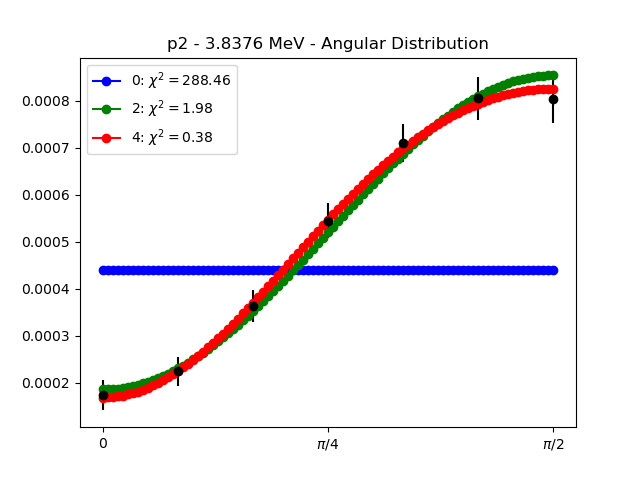 p2 - 3.8376 MeV - Angular Distribution
0: χ² = 288.46
2: χ² = 1.98
4: χ² = 0.38
0.0008
0.0007
0.0006
0.0005
0.0004
0.0003
0.0002
0 π/4 π/2